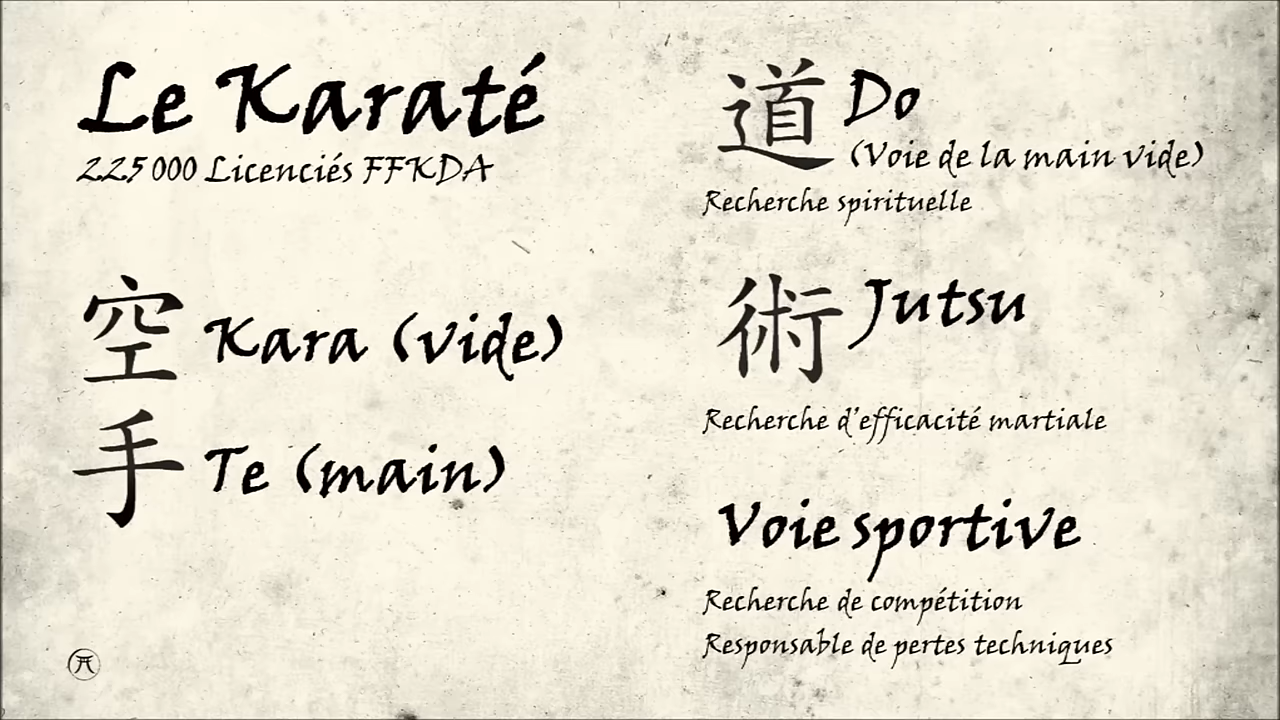 Le Karaté
225 000 Licenciés FFKDA
空 Kara (vide)
手 Te (main)
道 Do
(Voie de la main vide)
Recherche spirituelle
術 Jutsu
Recherche d'efficacité martiale
Voie sportive
Recherche de compétition
Responsable de pertes techniques